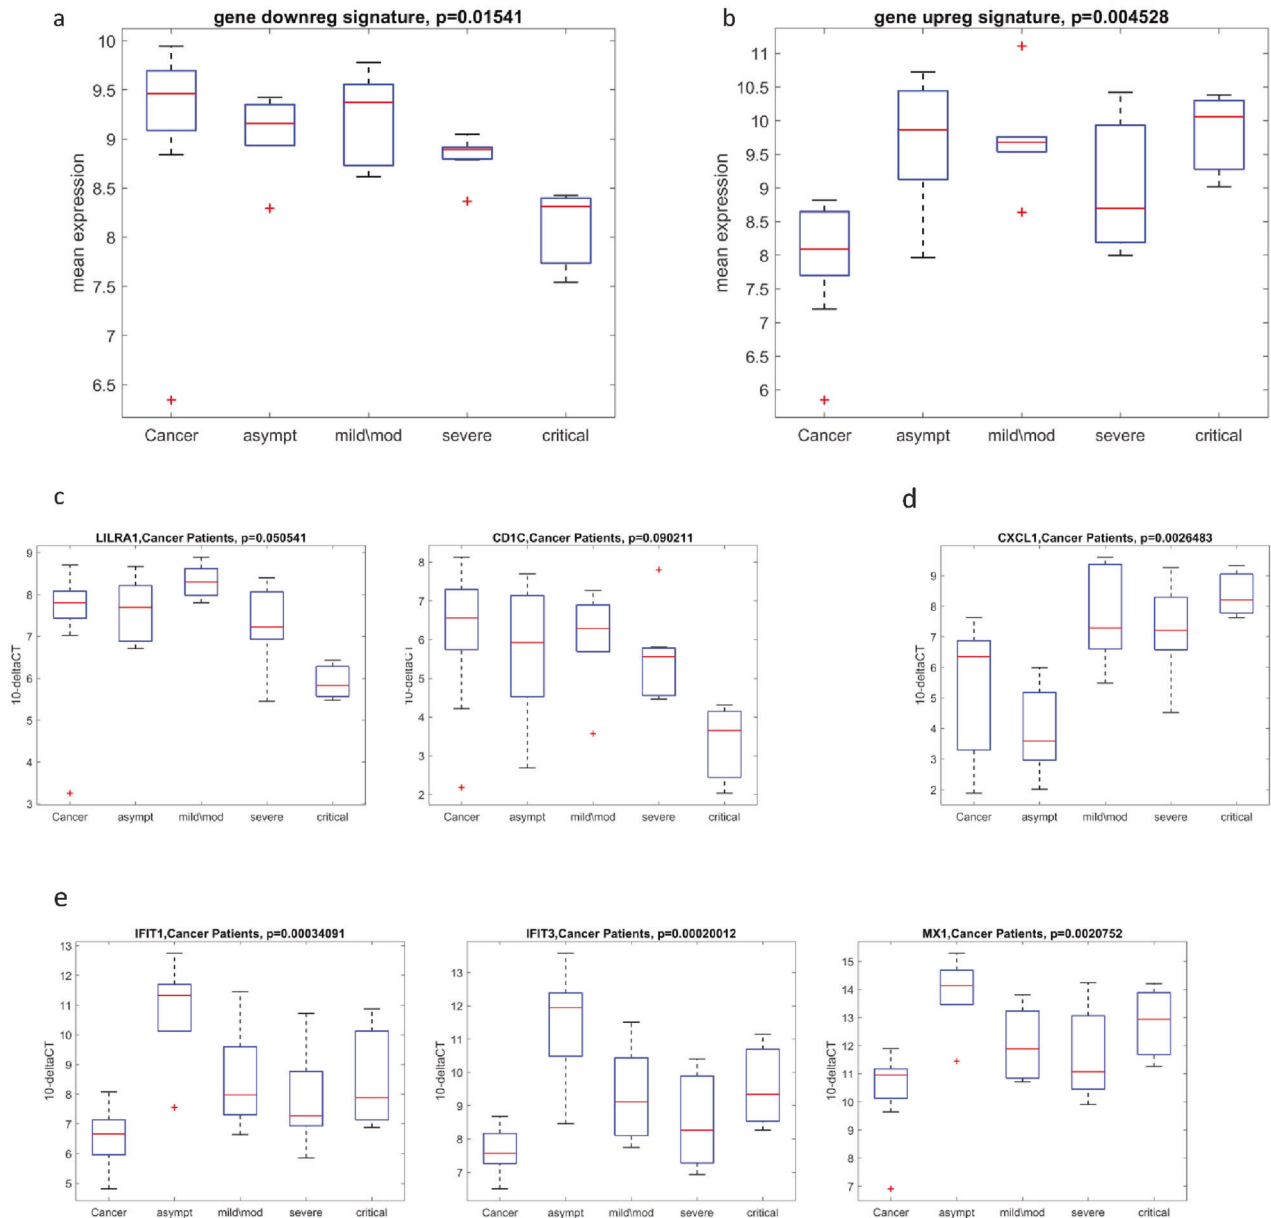 a
gene downreg signature, p=0.01541
mean expression
10
9.5
9
8.5
8
7.5
7
6.5
Cancer asympt mild\mod severe critical
b
gene upreg signature, p=0.004528
mean expression
11
10.5
10
9.5
9
8.5
8
7.5
7
6.5
6
Cancer asympt mild\mod severe critical
c
LILRA1,Cancer Patients, p=0.050541
10-deltaCT
9
8
7
6
5
4
3
Cancer asympt mild\mod severe critical
CD1C,Cancer Patients, p=0.090211
10-deltaCT
8
7
6
5
4
3
2
Cancer asympt mild\mod severe critical
d
CXCL1,Cancer Patients, p=0.0026483
10-deltaCT
9
8
7
6
5
4
3
2
Cancer asympt mild\mod severe critical
e
IFIT1,Cancer Patients, p=0.00034091
10-deltaCT
13
12
11
10
9
8
7
6
5
Cancer asympt mild\mod severe critical
IFIT3,Cancer Patients, p=0.00020012
10-deltaCT
13
12
11
10
9
8
7
Cancer asympt mild\mod severe critical
MX1,Cancer Patients, p=0.0020752
10-deltaCT
15
14
13
12
11
10
9
8
7
Cancer asympt mild\mod severe critical